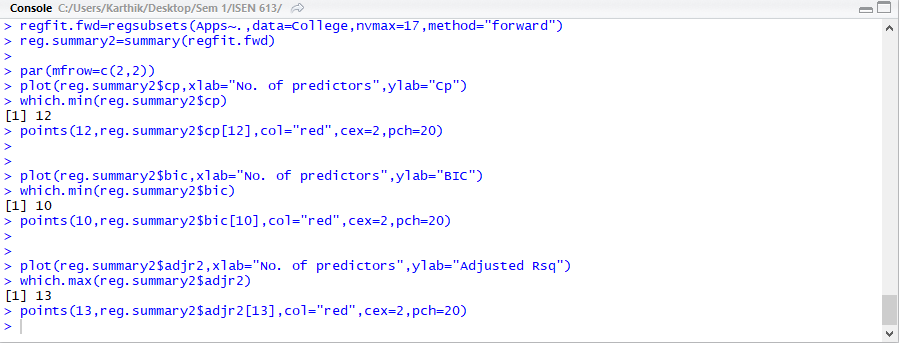 Console C:/Users/Karthik/Desktop/Sem 1/ISEN 613/
> regfit.fwd=regsubsets(Apps~.,data=College,nvmax=17,method="forward")
> reg.summary2=summary(regfit.fwd)
>
> par(mfrow=c(2,2))
> plot(reg.summary2$cp,xlab="No. of predictors",ylab="Cp")
> which.min(reg.summary2$cp)
[1] 12
> points(12,reg.summary2$cp[12],col="red",cex=2,pch=20)
>
>
> plot(reg.summary2$bic,xlab="No. of predictors",ylab="BIC")
> which.min(reg.summary2$bic)
[1] 10
> points(10,reg.summary2$bic[10],col="red",cex=2,pch=20)
>
>
> plot(reg.summary2$adjr2,xlab="No. of predictors",ylab="Adjusted Rsq")
> which.max(reg.summary2$adjr2)
[1] 13
> points(13,reg.summary2$adjr2[13],col="red",cex=2,pch=20)
>